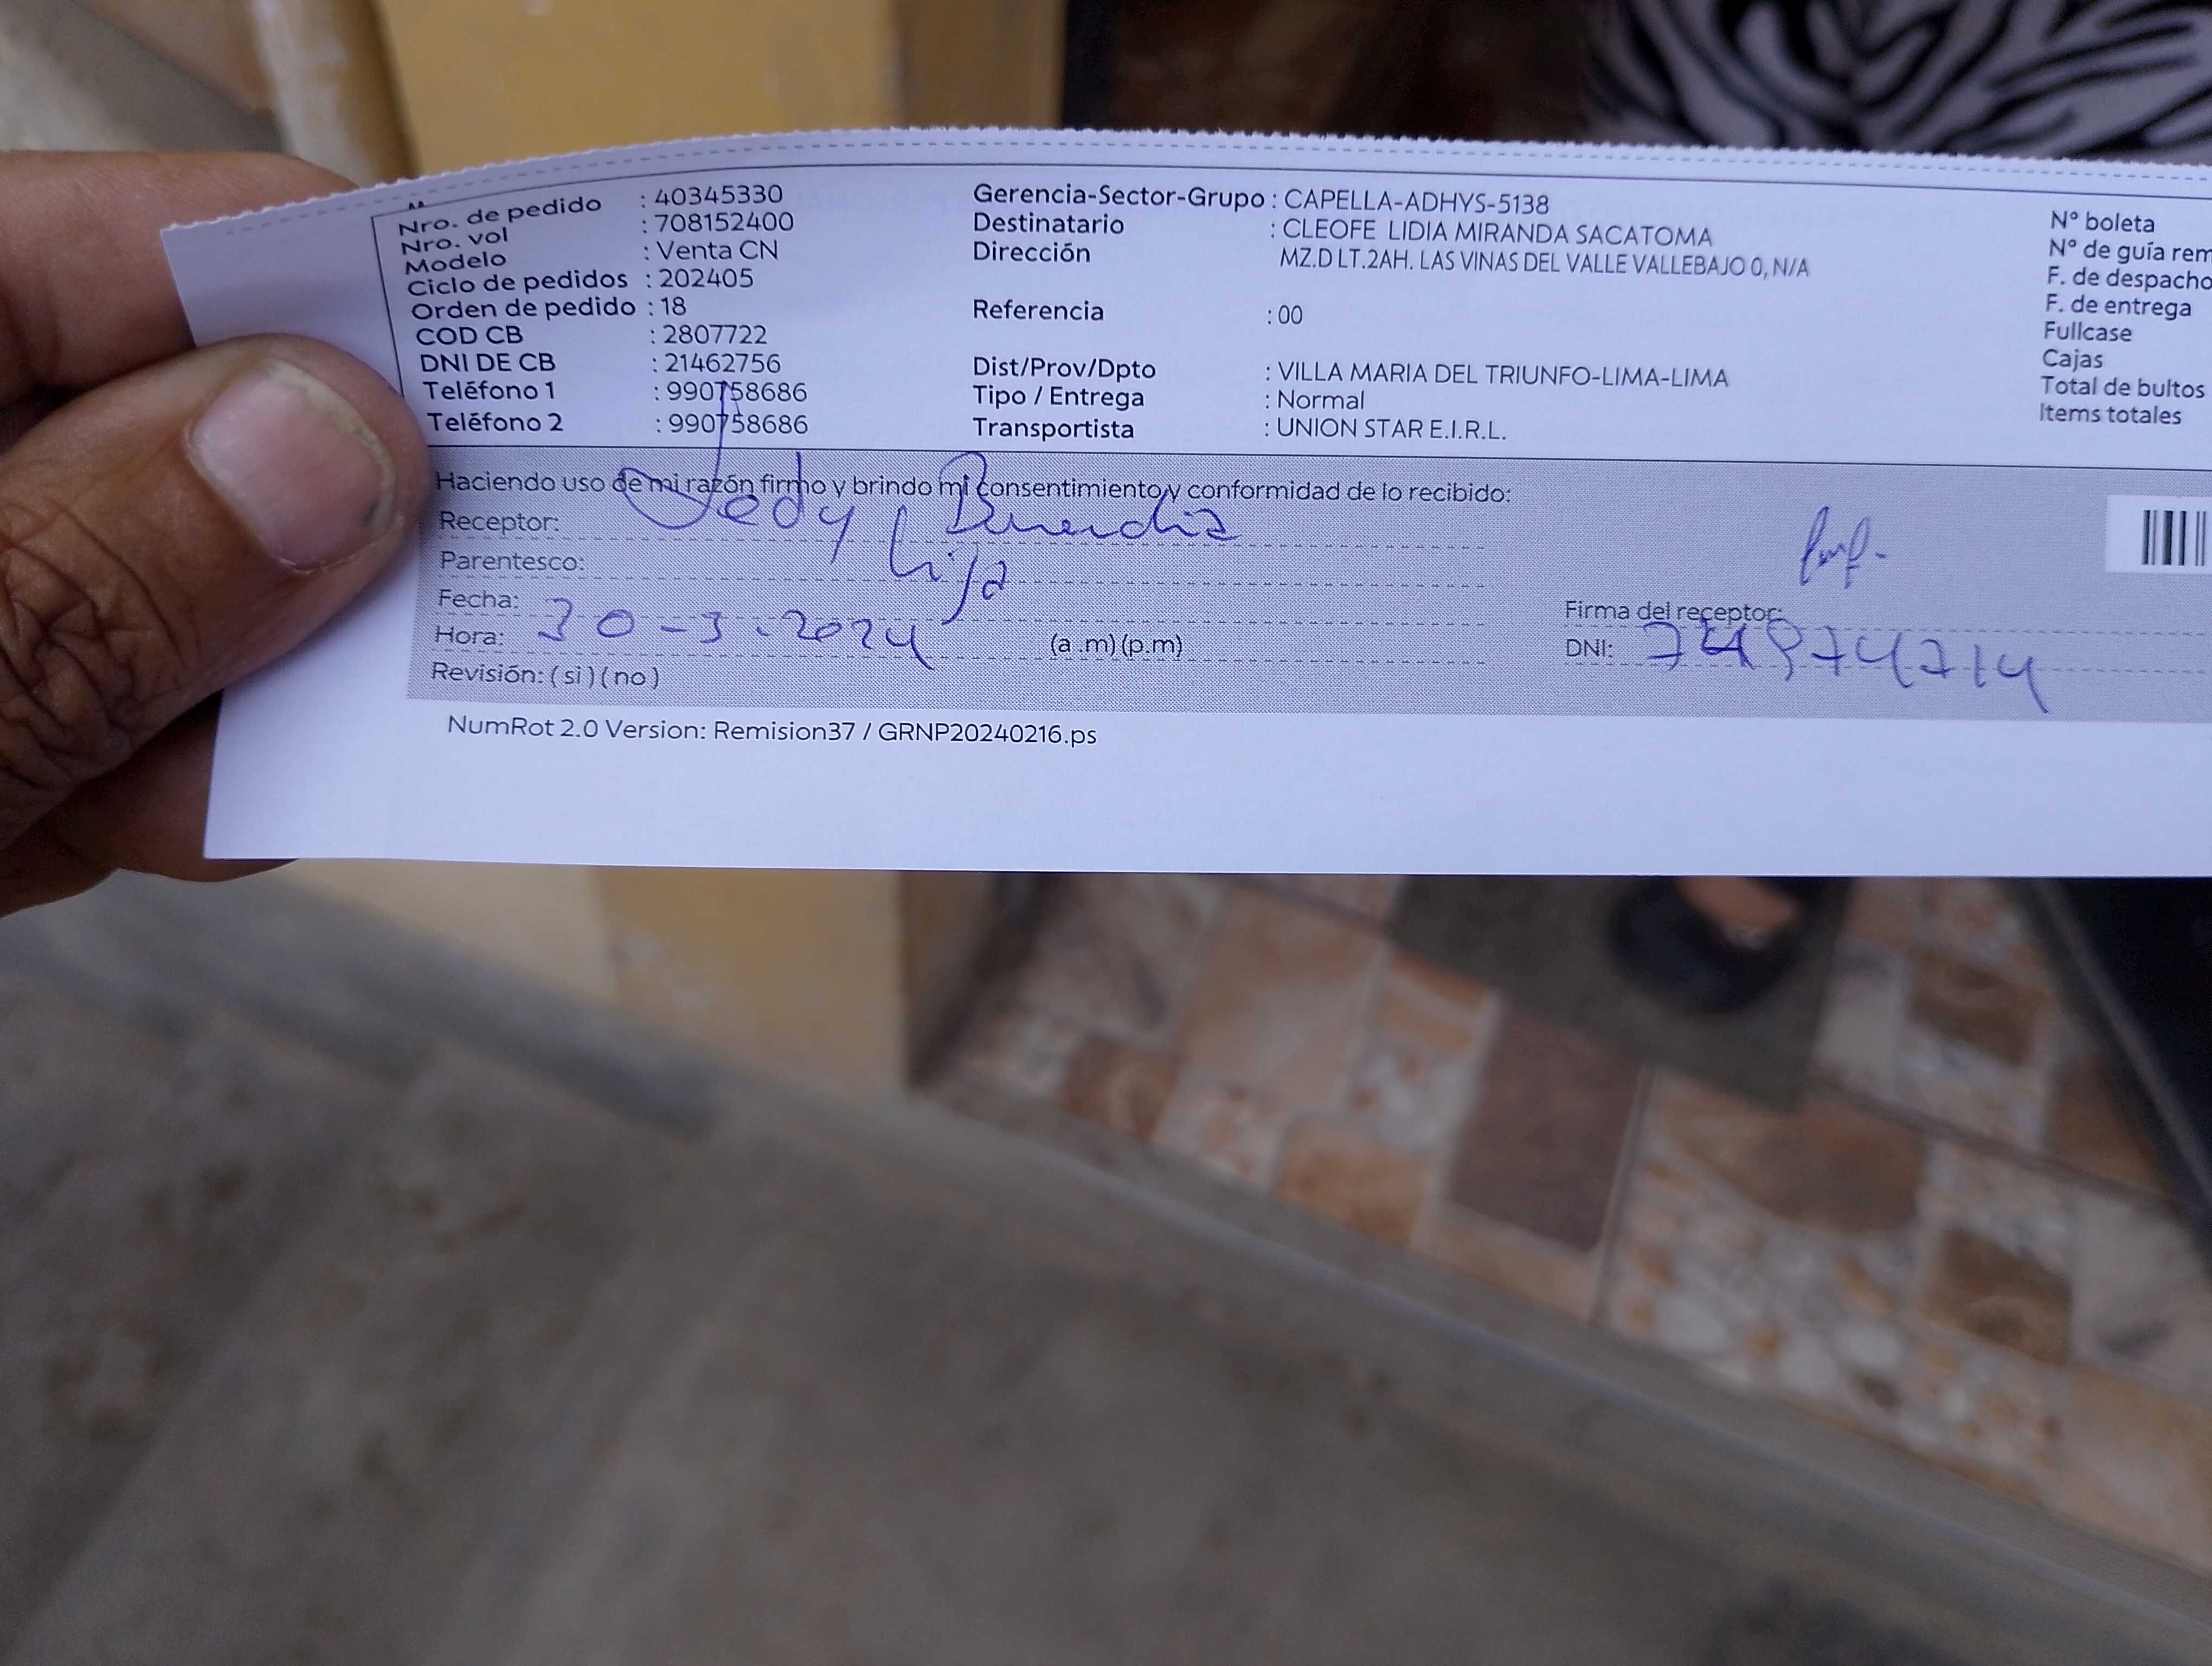 Nro. de pedido : 40345330
Nro. vol : 708152400
Modelo : Venta CN
Ciclo de pedidos : 202405
Orden de pedido : 18
COD CB : 2807722
DNI DE CB : 21462756
Teléfono 1 : 990758686
Teléfono 2 : 990758686
Gerencia-Sector-Grupo : CAPELLA-ADHYS-5138
Destinatario : CLEOFE LIDIA MIRANDA SACATOMA
Dirección MZ.D LT.2AH. LAS VINAS DEL VALLE VALLEBAJO 0, N/A
Referencia : 00
Dist/Prov/Dpto : VILLA MARIA DEL TRIUNFO-LIMA-LIMA
Tipo / Entrega : Normal
Transportista : UNION STAR E.I.R.L.
N° boleta
N° de guía rem
F. de despacho
F. de entrega
Fullcase
Cajas
Total de bultos
Items totales
Haciendo uso de mi razón firmo y brindo mi consentimiento y conformidad de lo recibido:
Receptor:
Parentesco: hija
Fecha: 30-3-2024
Hora: (a .m) (p.m)
Revisión: ( si ) ( no )
Firma del receptor:
DNI:
NumRot 2.0 Version: Remision37 / GRNP20240216.ps